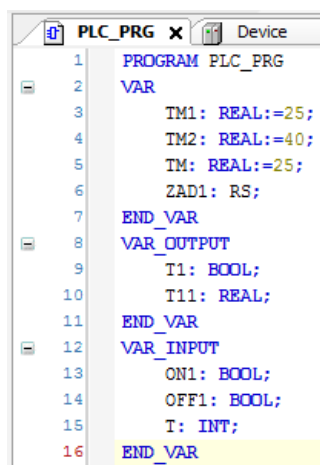 PLC_PRG X Device
1 PROGRAM PLC_PRG
2 VAR
3 TM1: REAL:=25;
4 TM2: REAL:=40;
5 TM: REAL:=25;
6 ZAD1: RS;
7 END_VAR
8 VAR_OUTPUT
9 T1: BOOL;
10 T11: REAL;
11 END_VAR
12 VAR_INPUT
13 ON1: BOOL;
14 OFF1: BOOL;
15 T: INT;
16 END_VAR